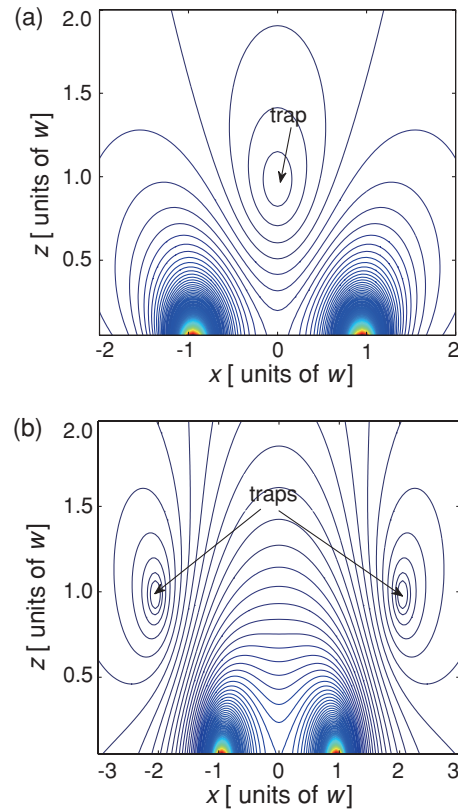 (a)
2.0
1.5
1.0
0.5
z [ units of w]
trap
-2
-1
0
1
2
x [ units of w]
(b)
2.0
1.5
1.0
0.5
z [ units of w]
traps
-3
-2
-1
0
1
2
3
x [ units of w]